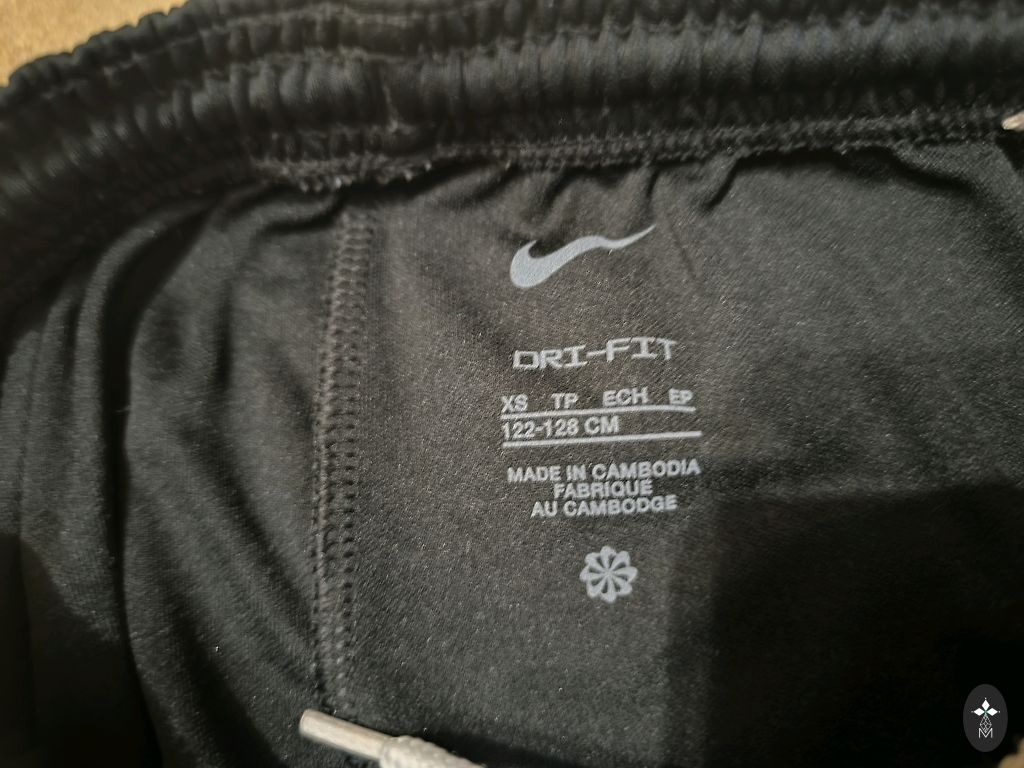 DRI-FIT
XS TP ECH EP
122-128 CM
MADE IN CAMBODIA
FABRIQUE
AU CAMBODGE
M